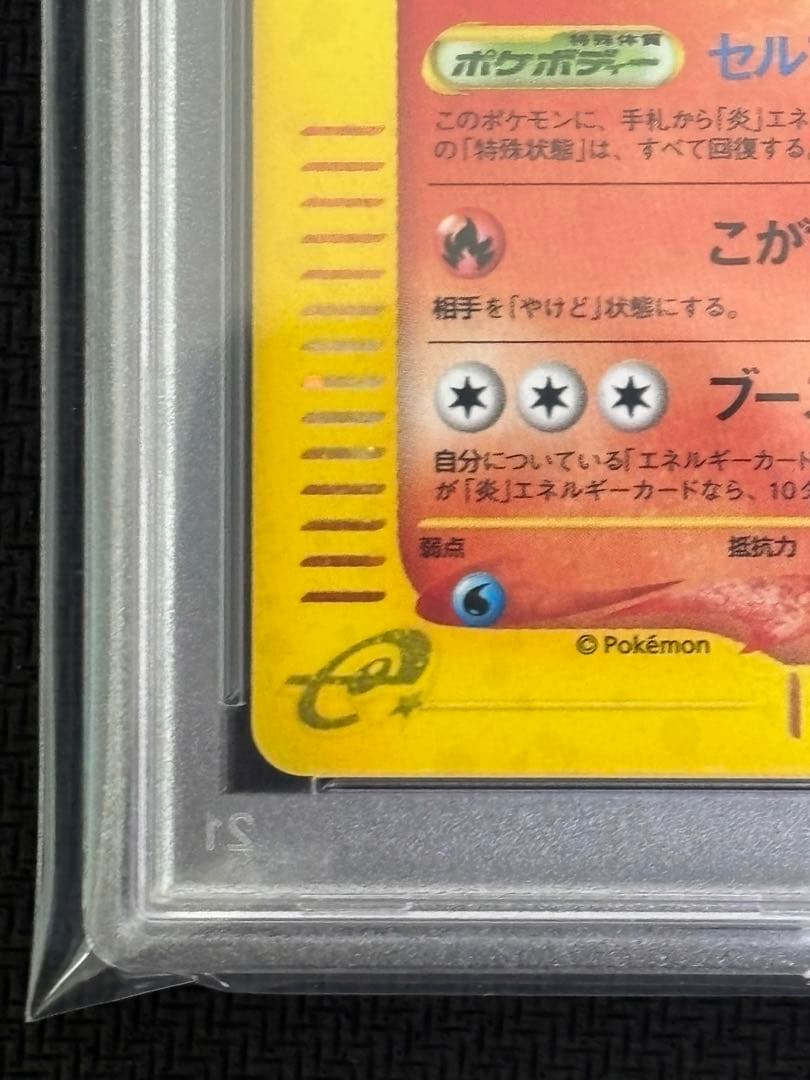 特殊体質
ポケボディー セル
このポケモンに、手札から「炎」エネ
の「特殊状態」は、すべて回復する。
こが
相手を「やけど」状態にする。
ブー
自分についている「エネルギーカード
が「炎」エネルギーカードなら、10
弱点 抵抗力
© Pokémon
e
21